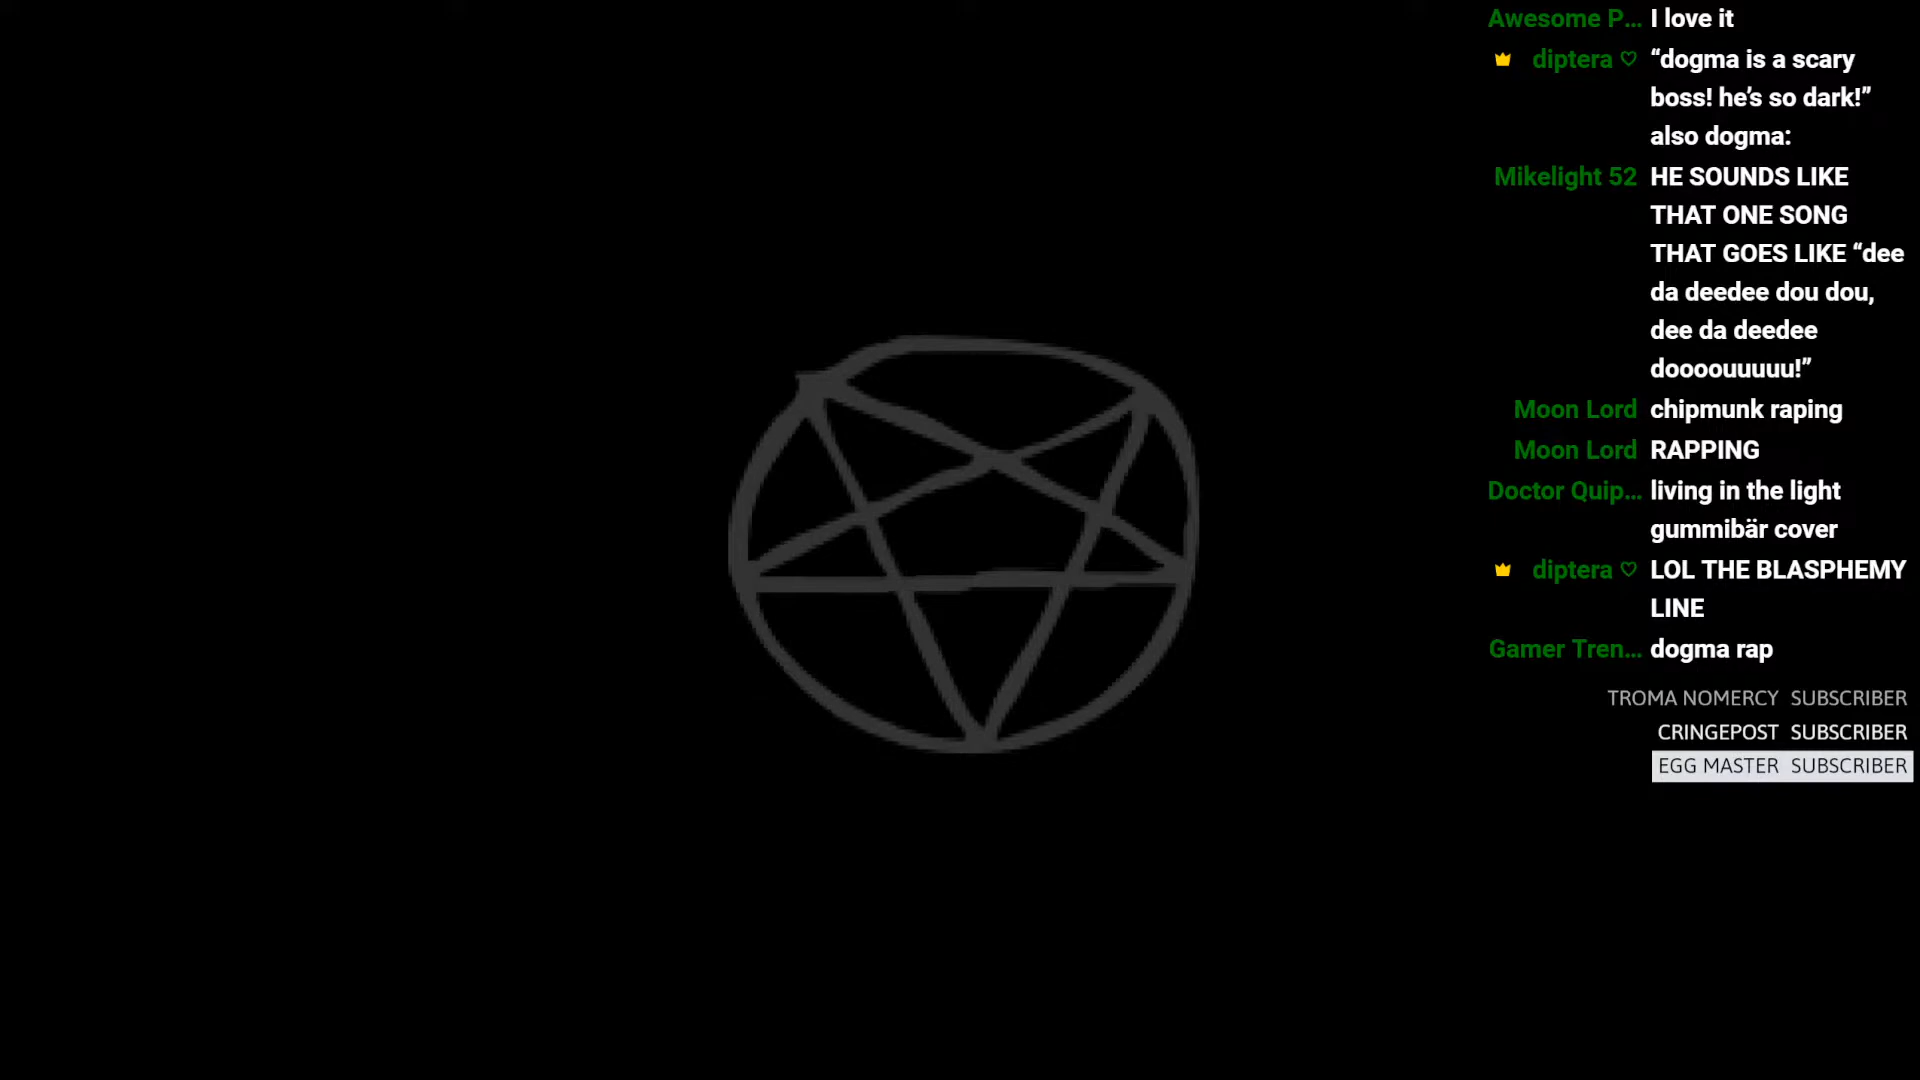 Awesome P... I love it
diptera ♡ “dogma is a scary
boss! he’s so dark!”
also dogma:
Mikelight 52 HE SOUNDS LIKE
THAT ONE SONG
THAT GOES LIKE “dee
da deedee dou dou,
dee da deedee
doooouuuuu!”
Moon Lord chipmunk raping
Moon Lord RAPPING
Doctor Quip... living in the light
gummibär cover
diptera ♡ LOL THE BLASPHEMY
LINE
Gamer Tren... dogma rap
TROMA NOMERCY SUBSCRIBER
CRINGEPOST SUBSCRIBER
EGG MASTER SUBSCRIBER